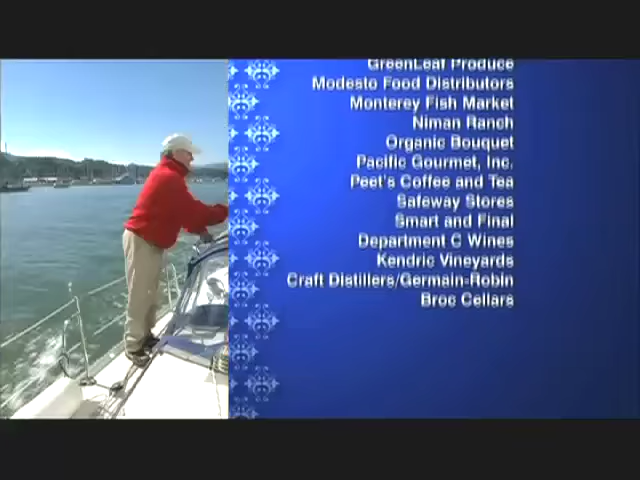 GreenLeaf Produce
Modesto Food Distributors
Monterey Fish Market
Niman Ranch
Organic Bouquet
Pacific Gourmet, Inc.
Peet's Coffee and Tea
Safeway Stores
Smart and Final
Department C Wines
Kendric Vineyards
Craft Distillers/Germain-Robin
Broc Cellars